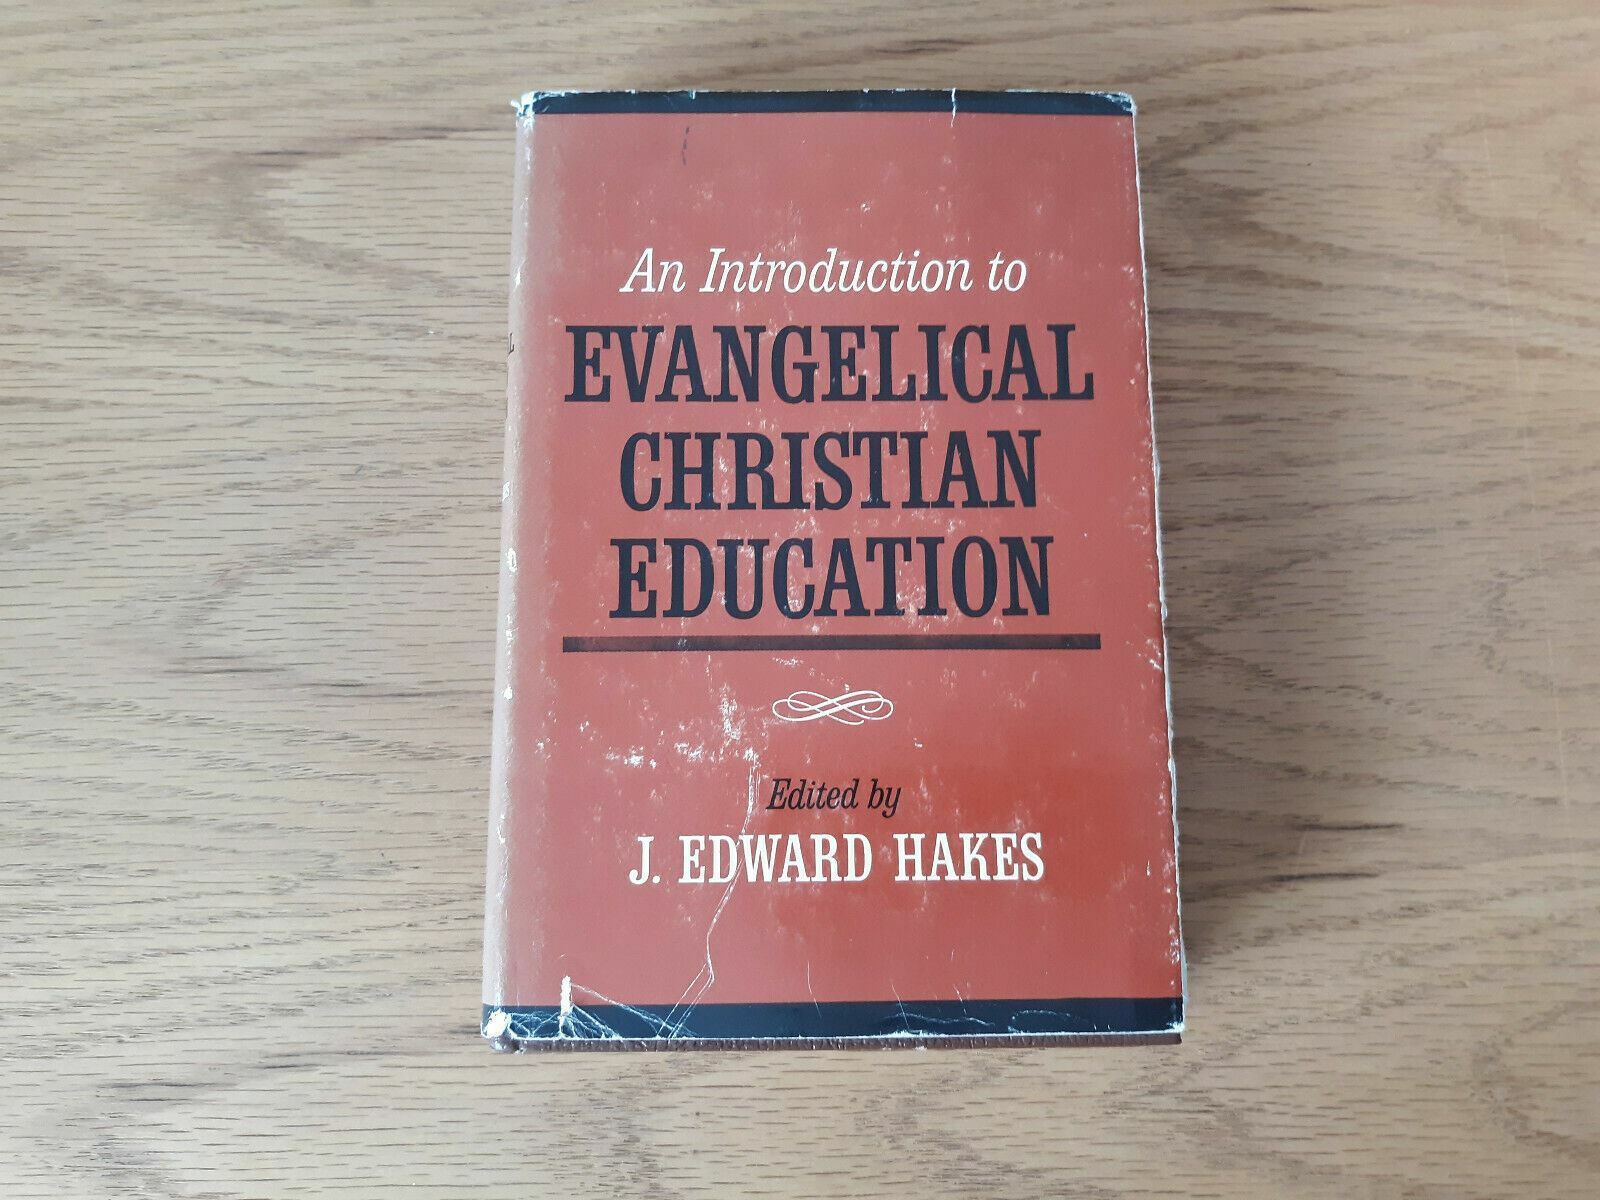 An Introduction to
EVANGELICAL
CHRISTIAN
EDUCATION
Edited by
J. EDWARD HAKES